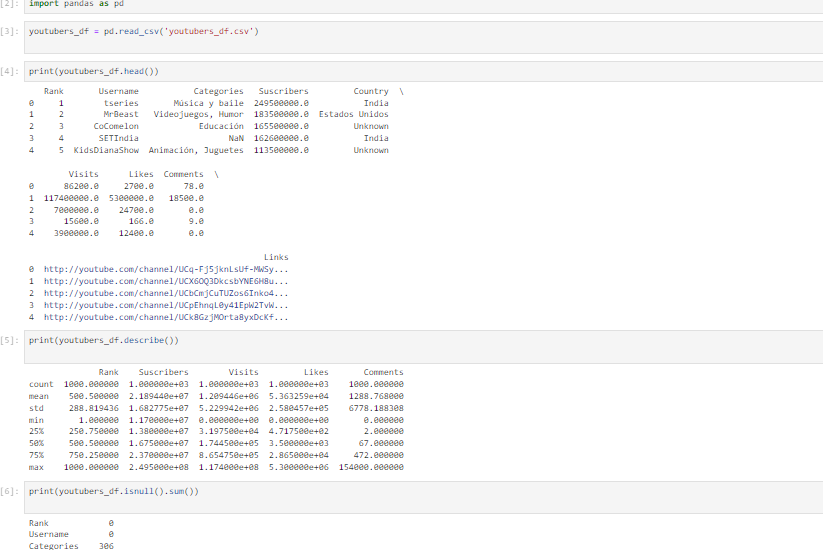 [2]: import pandas as pd
[3]: youtubers_df = pd.read_csv('youtubers_df.csv')
[4]: print(youtubers_df.head())
Rank Username Categories Suscribers Country \
0 1 tseries Música y baile 249500000.0 India
1 2 MrBeast Videojuegos, Humor 183500000.0 Estados Unidos
2 3 CoComelon Educación 165500000.0 Unknown
3 4 SETIndia NaN 162600000.0 India
4 5 KidsDianaShow Animación, Juguetes 113500000.0 Unknown
Visits Likes Comments \
0 86200.0 2700.0 78.0
1 117400000.0 5300000.0 18500.0
2 7000000.0 24700.0 0.0
3 15600.0 166.0 9.0
4 3900000.0 12400.0 0.0
Links
0 http://youtube.com/channel/UCq-Fj5jknLsUf-MWSy...
1 http://youtube.com/channel/UCX6OQ3DkcsbYNE6H8u...
2 http://youtube.com/channel/UCbCmjCuTUZos6Inko4...
3 http://youtube.com/channel/UCpEhnqL0y41EpW2TvW...
4 http://youtube.com/channel/UCk8GzjMOrta8yxDcKf...
[5]: print(youtubers_df.describe())
Rank Suscribers Visits Likes Comments
count 1000.000000 1.000000e+03 1.000000e+03 1.000000e+03 1000.000000
mean 500.500000 2.189440e+07 1.209446e+06 5.363259e+04 1288.768000
std 288.819436 1.682775e+07 5.229942e+06 2.580457e+05 6778.188308
min 1.000000 1.170000e+07 0.000000e+00 0.000000e+00 0.000000
25% 250.750000 1.380000e+07 3.197500e+04 4.717500e+02 2.000000
50% 500.500000 1.675000e+07 1.744500e+05 3.500000e+03 67.000000
75% 750.250000 2.370000e+07 8.654750e+05 2.865000e+04 472.000000
max 1000.000000 2.495000e+08 1.174000e+08 5.300000e+06 154000.000000
[6]: print(youtubers_df.isnull().sum())
Rank 0
Username 0
Categories 306